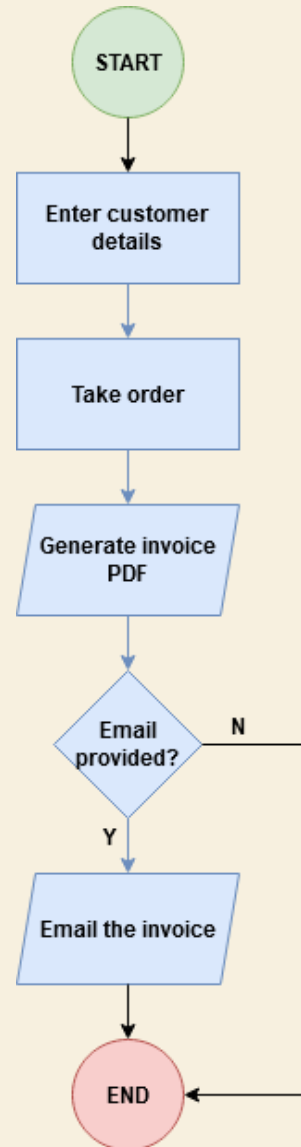 START
Enter customer
details
Take order
Generate invoice
PDF
Email
provided?
N
Y
Email the invoice
END